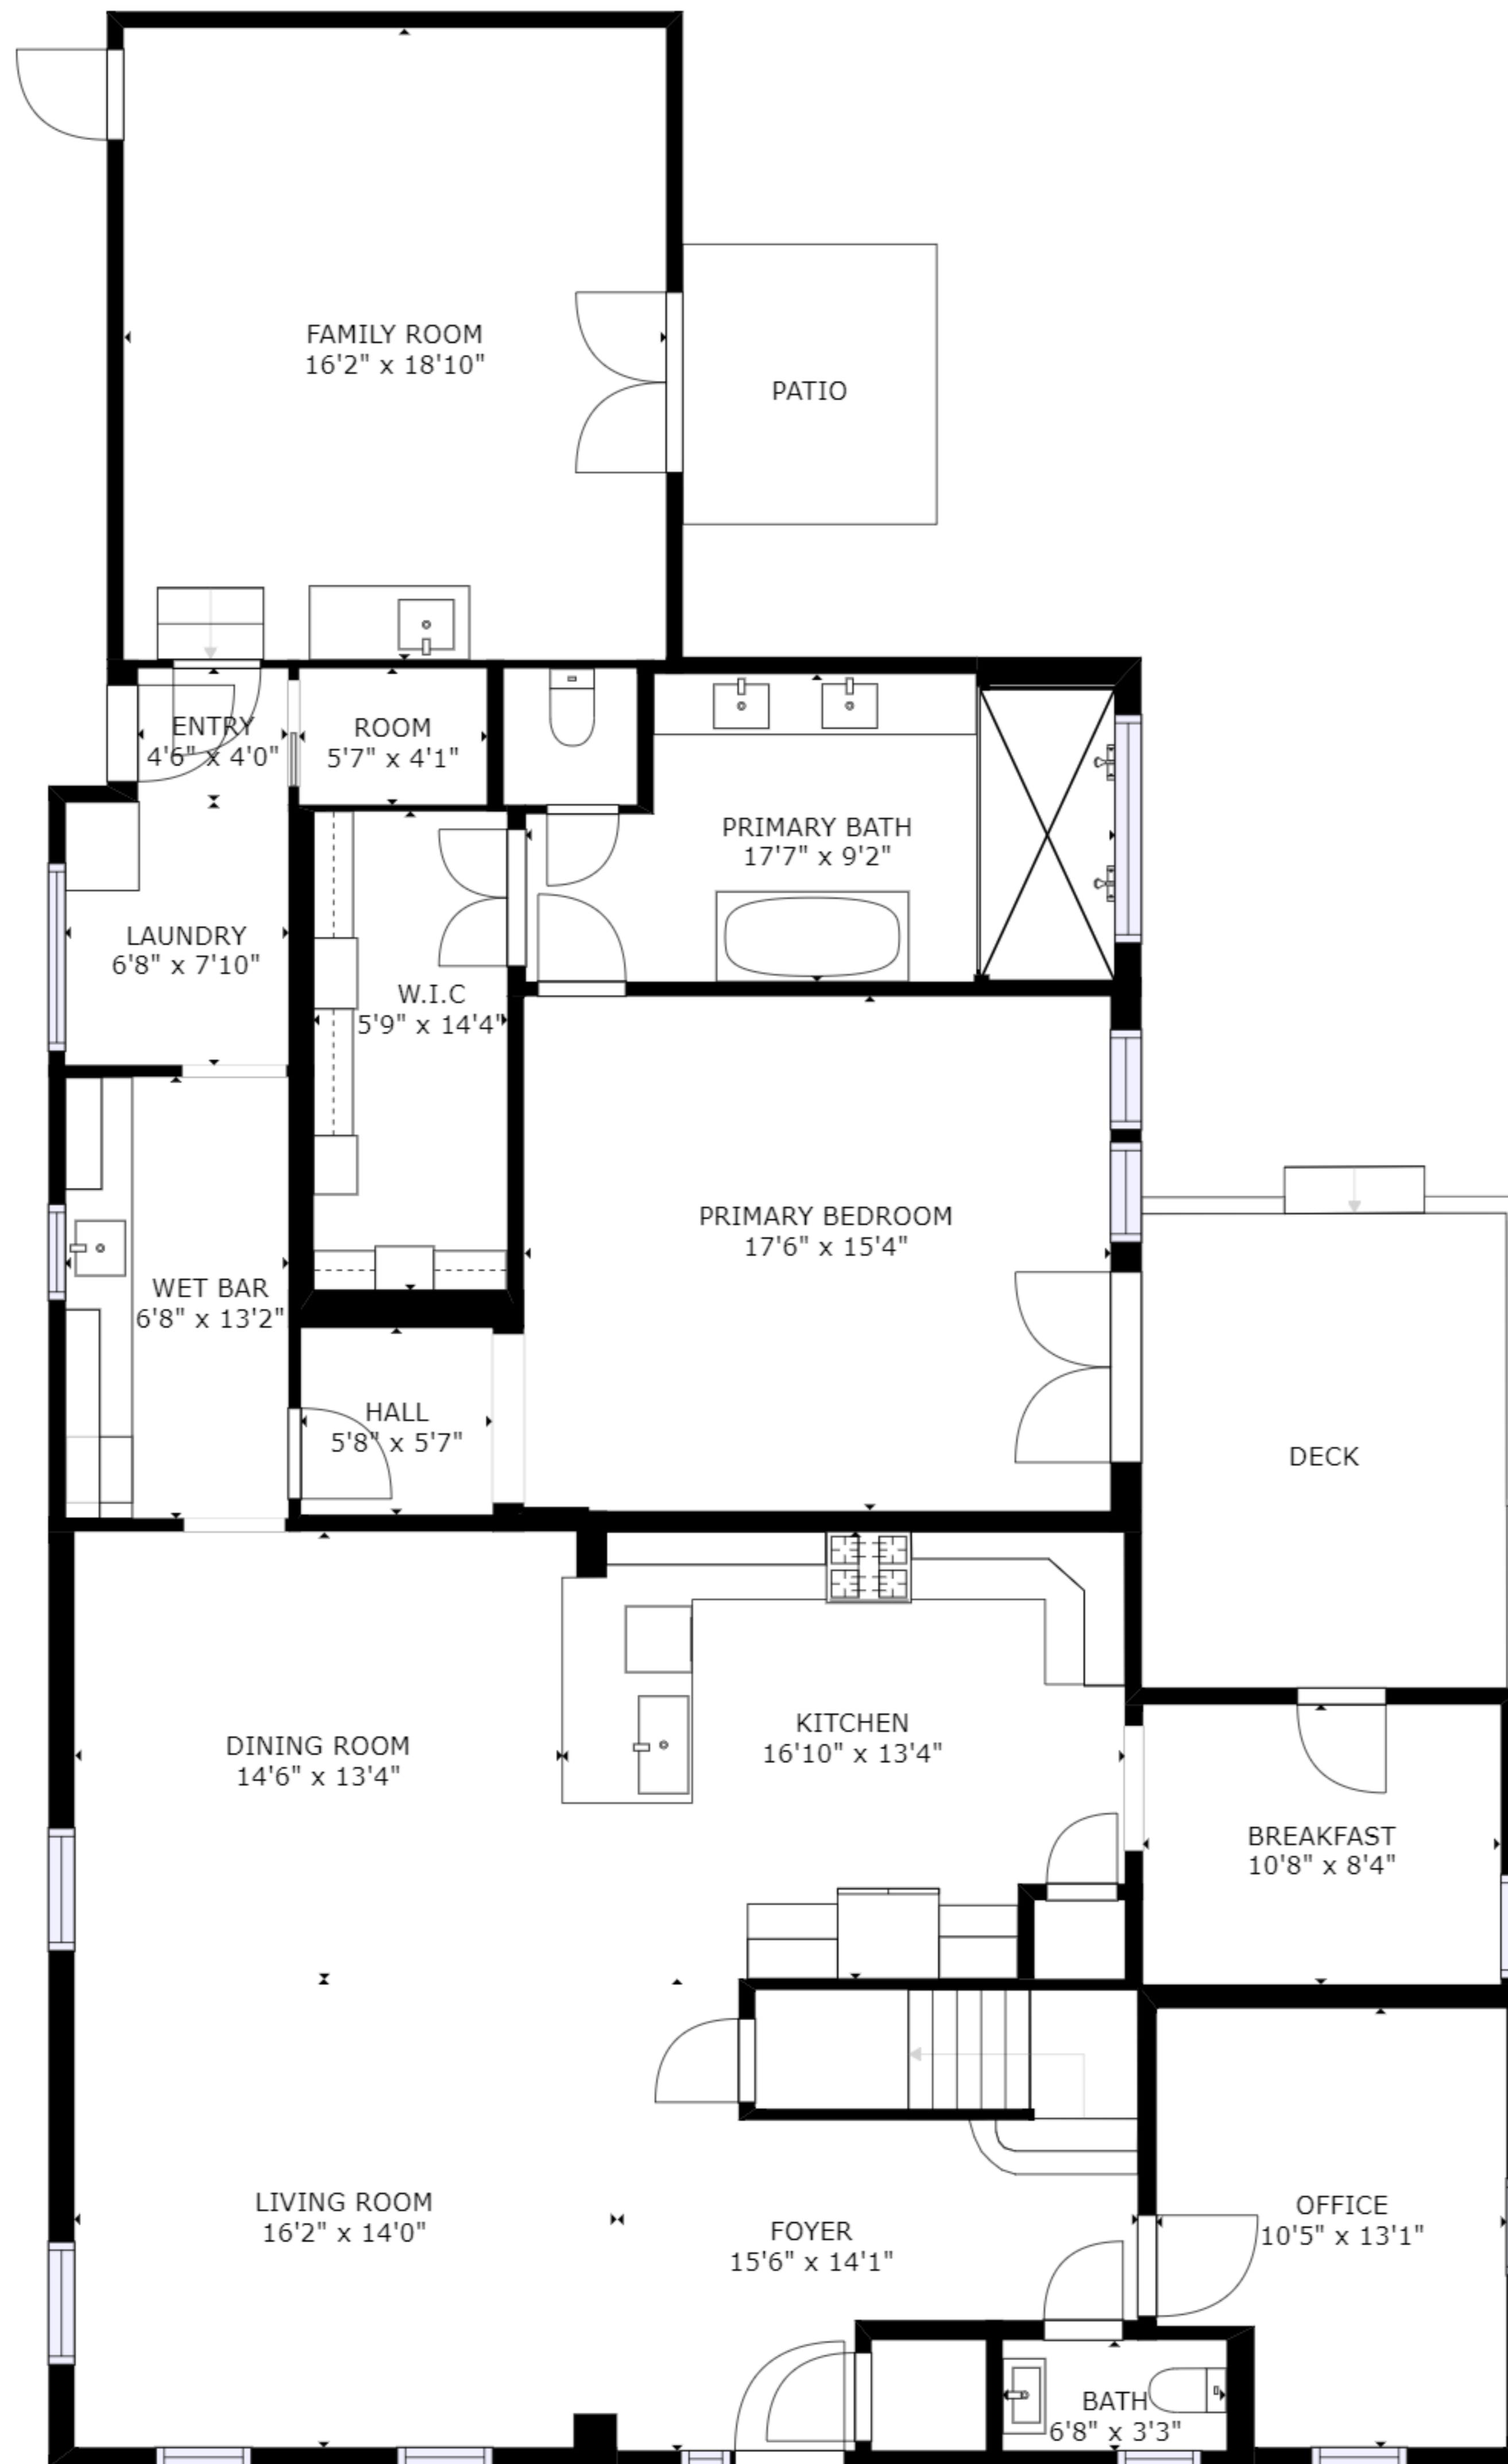 FAMILY ROOM
16'2" x 18'10"
PATIO
ENTRY
4'6" x 4'0"
ROOM
5'7" x 4'1"
PRIMARY BATH
17'7" x 9'2"
LAUNDRY
6'8" x 7'10"
W.I.C
5'9" x 14'4"
PRIMARY BEDROOM
17'6" x 15'4"
WET BAR
6'8" x 13'2"
HALL
5'8" x 5'7"
DECK
DINING ROOM
14'6" x 13'4"
KITCHEN
16'10" x 13'4"
BREAKFAST
10'8" x 8'4"
LIVING ROOM
16'2" x 14'0"
FOYER
15'6" x 14'1"
OFFICE
10'5" x 13'1"
BATH
6'8" x 3'3"